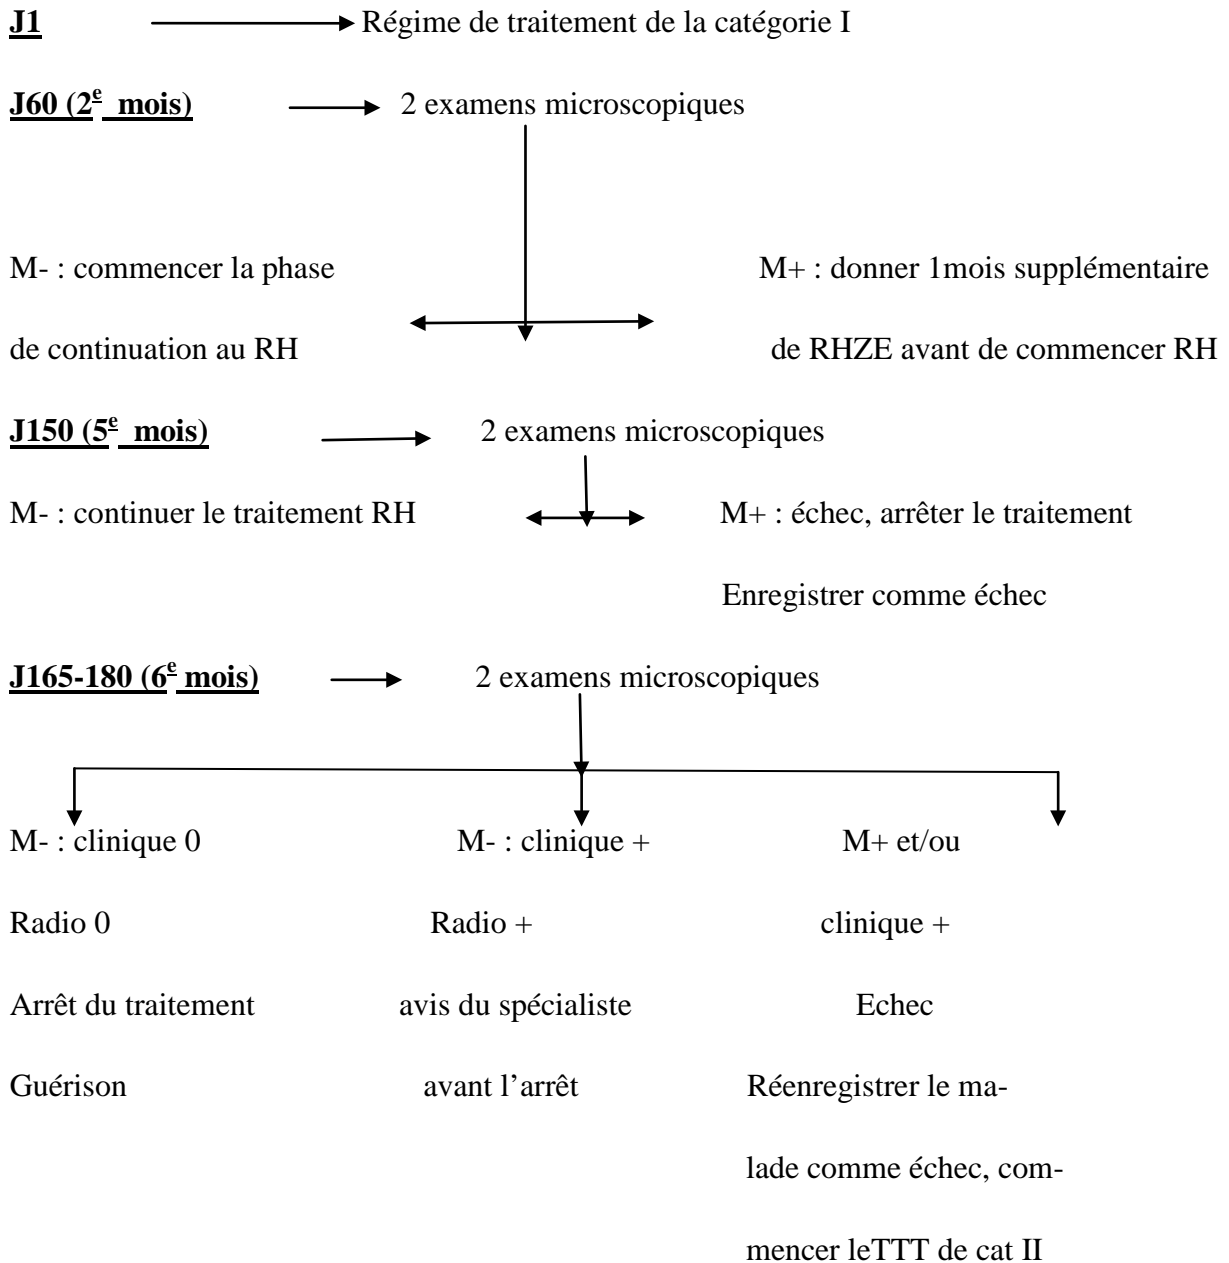 J1 Régime de traitement de la catégorie I
J60 (2e mois) 2 examens microscopiques
M- : commencer la phase M+ : donner 1mois supplémentaire
de continuation au RH de RHZE avant de commencer RH
J150 (5e mois) 2 examens microscopiques
M- : continuer le traitement RH M+ : échec, arrêter le traitement
Enregistrer comme échec
J165-180 (6e mois) 2 examens microscopiques
M- : clinique 0 M- : clinique + M+ et/ou
Radio 0 Radio + clinique +
Arrêt du traitement avis du spécialiste Echec
Guérison avant l’arrêt Réenregistrer le ma-
lade comme échec, com-
mencer leTTT de cat II